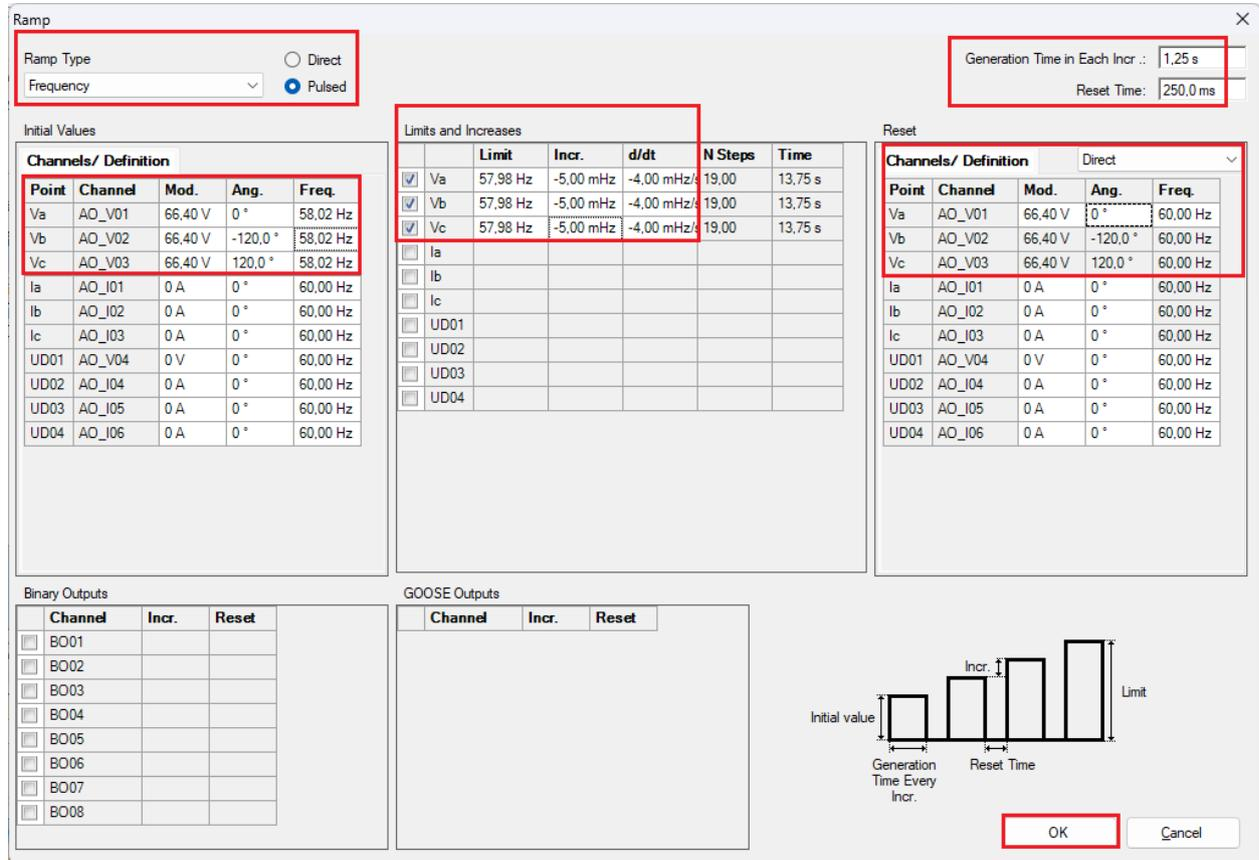 Ramp
Ramp Type
Direct
Frequency
Pulsed
Generation Time in Each Incr .: 1,25 s
Reset Time: 250,0 ms
Initial Values
Channels/ Definition
Point Channel Mod. Ang. Freq.
Va AO_V01 66,40 V 0 ° 58,02 Hz
Vb AO_V02 66,40 V -120,0 ° 58,02 Hz
Vc AO_V03 66,40 V 120,0 ° 58,02 Hz
Ia AO_I01 0 A 0 ° 60,00 Hz
Ib AO_I02 0 A 0 ° 60,00 Hz
Ic AO_I03 0 A 0 ° 60,00 Hz
UD01 AO_V04 0 V 0 ° 60,00 Hz
UD02 AO_I04 0 A 0 ° 60,00 Hz
UD03 AO_I05 0 A 0 ° 60,00 Hz
UD04 AO_I06 0 A 0 ° 60,00 Hz
Limits and Increases
Limit Incr. d/dt N Steps Time
Va 57,98 Hz -5,00 mHz -4,00 mHz/s 19,00 13,75 s
Vb 57,98 Hz -5,00 mHz -4,00 mHz/s 19,00 13,75 s
Vc 57,98 Hz -5,00 mHz -4,00 mHz/s 19,00 13,75 s
Ia
Ib
Ic
UD01
UD02
UD03
UD04
Reset
Channels/ Definition Direct
Point Channel Mod. Ang. Freq.
Va AO_V01 66,40 V 0 ° 60,00 Hz
Vb AO_V02 66,40 V -120,0 ° 60,00 Hz
Vc AO_V03 66,40 V 120,0 ° 60,00 Hz
Ia AO_I01 0 A 0 ° 60,00 Hz
Ib AO_I02 0 A 0 ° 60,00 Hz
Ic AO_I03 0 A 0 ° 60,00 Hz
UD01 AO_V04 0 V 0 ° 60,00 Hz
UD02 AO_I04 0 A 0 ° 60,00 Hz
UD03 AO_I05 0 A 0 ° 60,00 Hz
UD04 AO_I06 0 A 0 ° 60,00 Hz
Binary Outputs
Channel Incr. Reset
BO01
BO02
BO03
BO04
BO05
BO06
BO07
BO08
GOOSE Outputs
Channel Incr. Reset
Incr.
Limit
Initial value
Generation
Time Every
Incr.
Reset Time
OK
Cancel